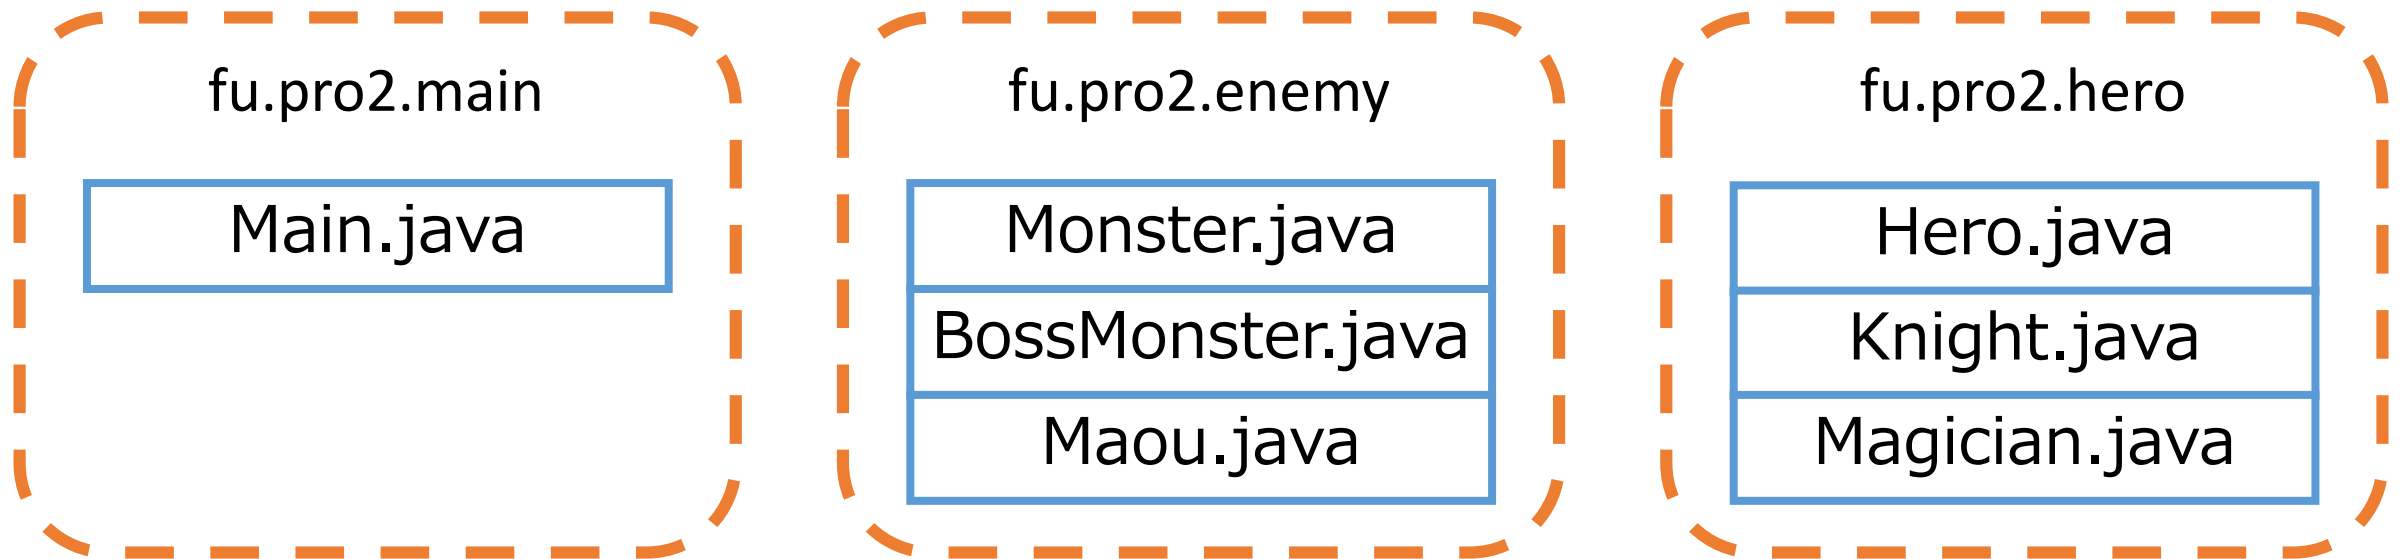 fu.pro2.main
Main.java
fu.pro2.enemy
Monster.java
BossMonster.java
Maou.java
fu.pro2.hero
Hero.java
Knight.java
Magician.java